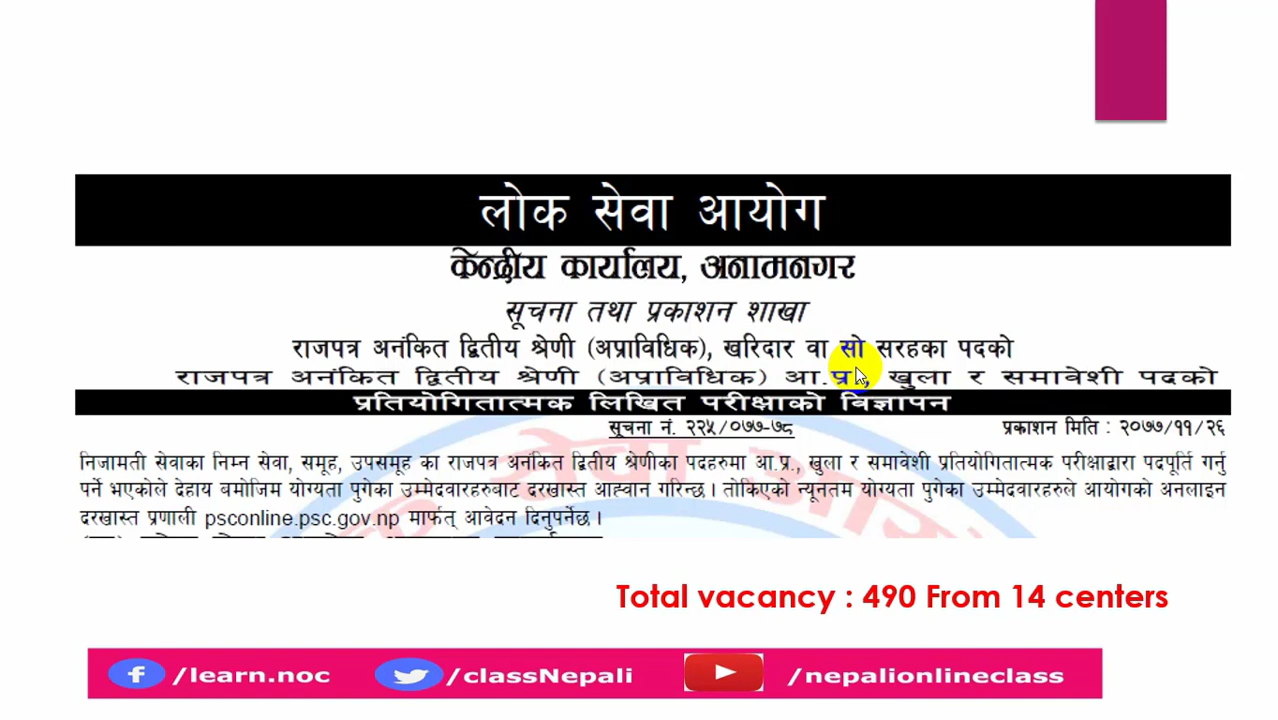 लोक सेवा आयोग
केन्द्रीय कार्यालय, अनामनगर
सूचना तथा प्रकाशन शाखा
राजपत्र अनंकित द्वितीय श्रेणी (अप्राविधिक), खरिदार वा सो सरहका पदको
राजपत्र अनंकित द्वितीय श्रेणी (अप्राविधिक) आ.प्र., खुला र समावेशी पदको
प्रतियोगितात्मक लिखित परीक्षाको विज्ञापन
सूचना नं. २२५/०७७-७८
प्रकाशन मिति : २०७७/११/२६
निजामती सेवाका निम्न सेवा, समूह, उपसमूह का राजपत्र अनंकित द्वितीय श्रेणीका पदहरुमा आ.प्र., खुला र समावेशी प्रतियोगितात्मक परीक्षाद्वारा पदपूर्ति गर्नु
पर्ने भएकोले देहाय बमोजिम योग्यता पुगेका उम्मेदवारहरुबाट दरखास्त आह्वान गरिन्छ । तोकिएको न्यूनतम योग्यता पुगेका उम्मेदवारहरुले आयोगको अनलाइन
दरखास्त प्रणाली psconline.psc.gov.np मार्फत् आवेदन दिनुपर्नेछ ।
Total vacancy : 490 From 14 centers
/learn.noc
/classNepali
/nepalionlineclass